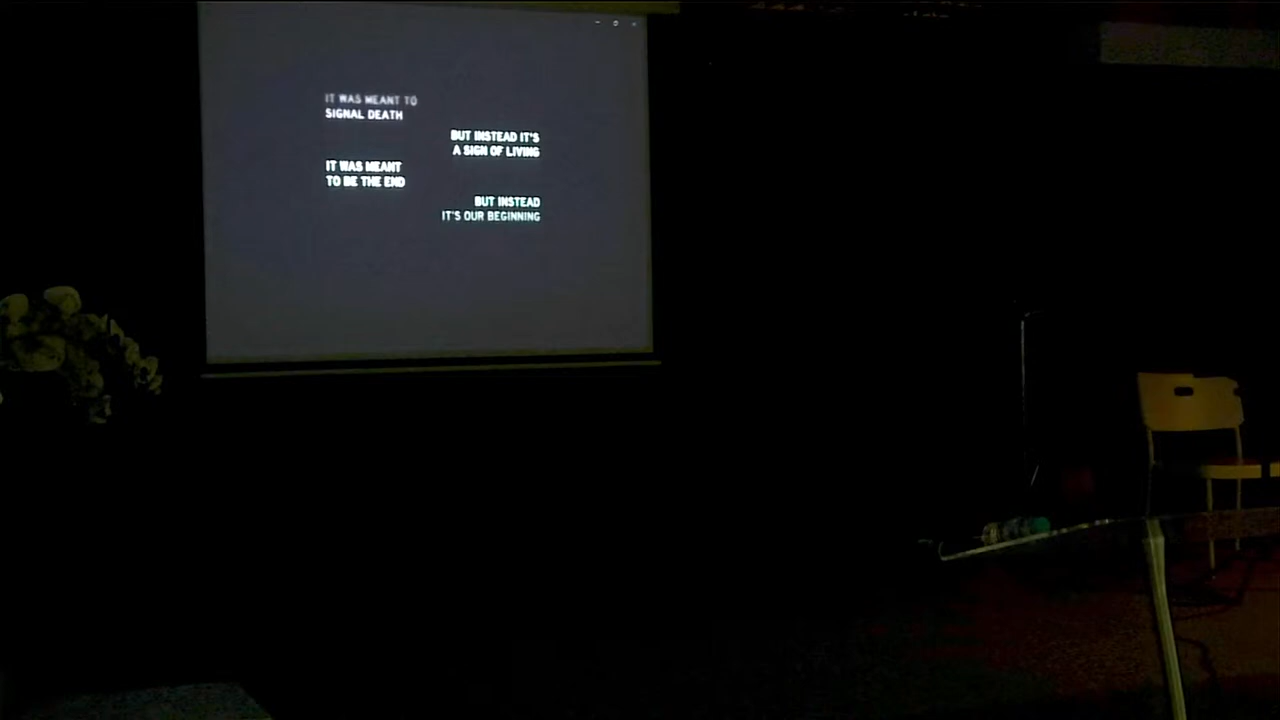 IT WAS MEANT TO
SIGNAL DEATH
BUT INSTEAD IT'S
A SIGN OF LIVING
IT WAS MEANT
TO BE THE END
BUT INSTEAD
IT'S OUR BEGINNING